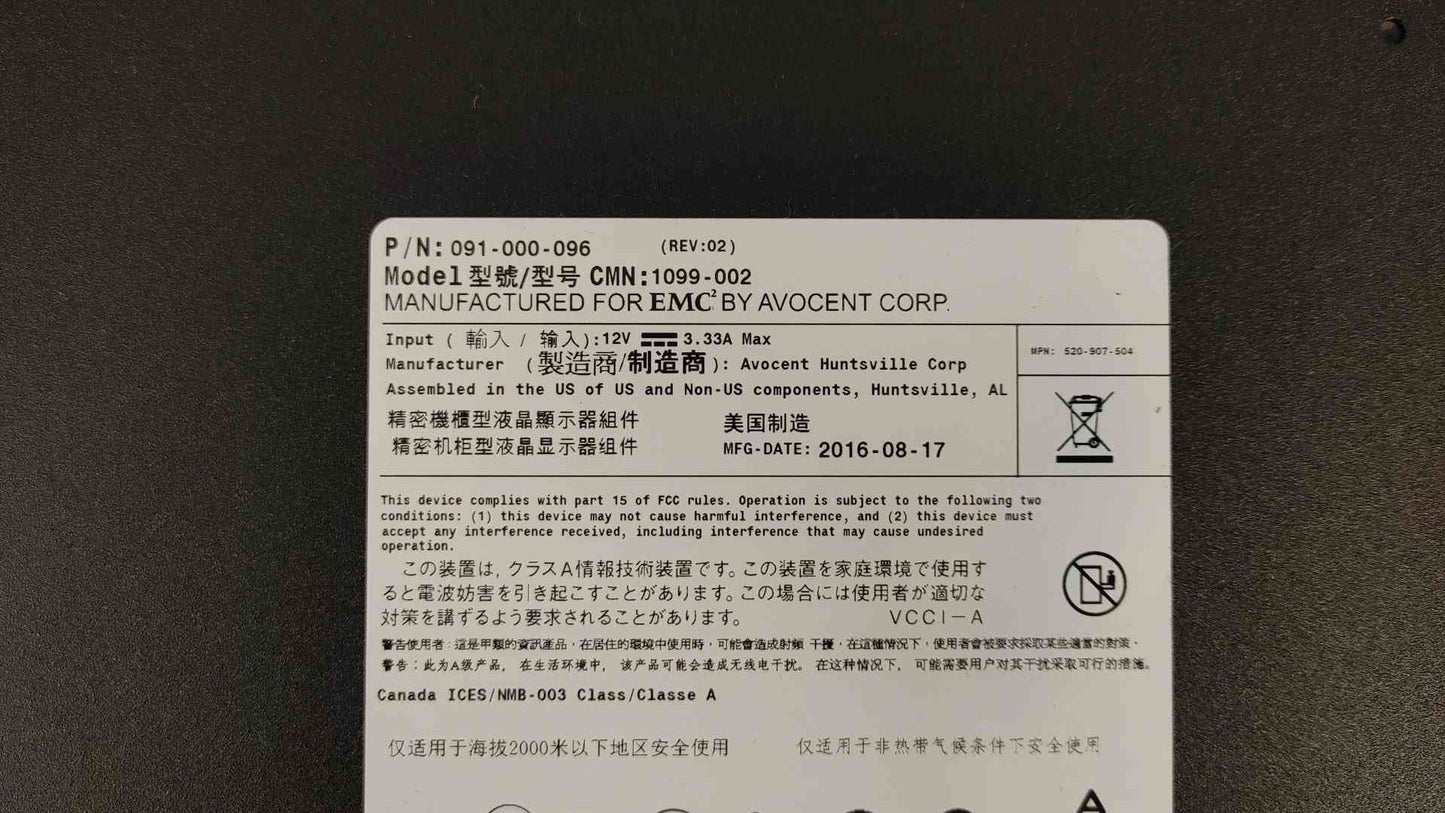 P/N: 091-000-096 (REV:02)
Model 型號/型号 CMN:1099-002
MANUFACTURED FOR EMC² BY AVOCENT CORP.
Input ( 輸入 / 输入):12V 3.33A Max
Manufacturer (製造商/制造商): Avocent Huntsville Corp
Assembled in the US of US and Non-US components, Huntsville, AL
MPN: 520-907-504
精密機櫃型液晶顯示器組件 美国制造
精密机柜型液晶显示器组件 MFG-DATE: 2016-08-17
This device complies with part 15 of FCC rules. Operation is subject to the following two
conditions: (1) this device may not cause harmful interference, and (2) this device must
accept any interference received, including interference that may cause undesired
operation.
この装置は, クラスA情報技術装置です。この装置を家庭環境で使用す
ると電波妨害を引き起こすことがあります。この場合には使用者が適切な
対策を講ずるよう要求されることがあります。 VCCI－A
警告使用者：這是甲類的資訊產品，在居住的環境中使用時，可能會造成射頻 干擾，在這種情況下，使用者會被要求採取某些適當的對策。
警告：此为A级产品, 在生活环境中, 该产品可能会造成无线电干扰。 在这种情况下, 可能需要用户对其干扰采取可行的措施。
Canada ICES/NMB-003 Class/Classe A
仅适用于海拔2000米以下地区安全使用 仅适用于非热带气候条件下安全使用